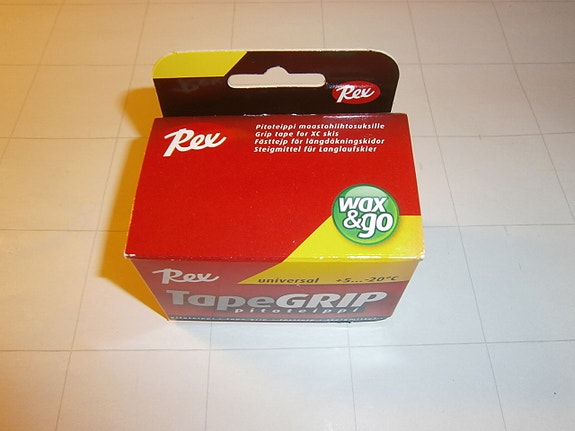 Rex
Rex
Pitoteippi maastohiihtosuksille
Grip tape for XC skis
Fästtejp för längdåkningskidor
Steigmittel für Langlaufskier
wax
&go
Rex
universal +5...-20°C
TapeGRIP
pitoteippi